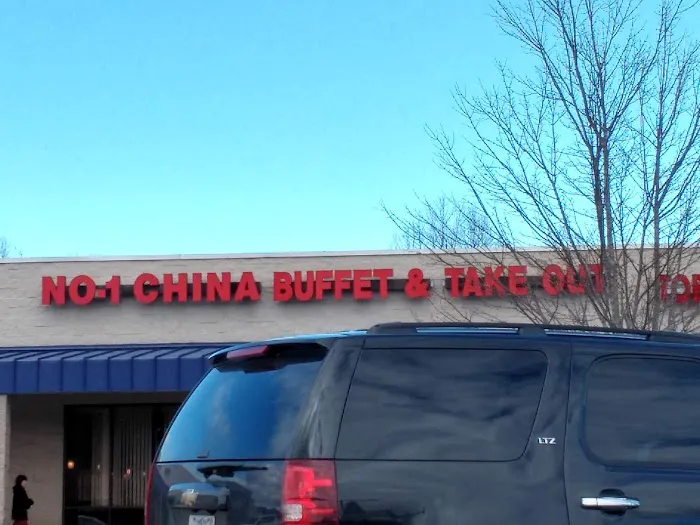 NO-1 CHINA BUFFET & TAKE OUT
LTZ